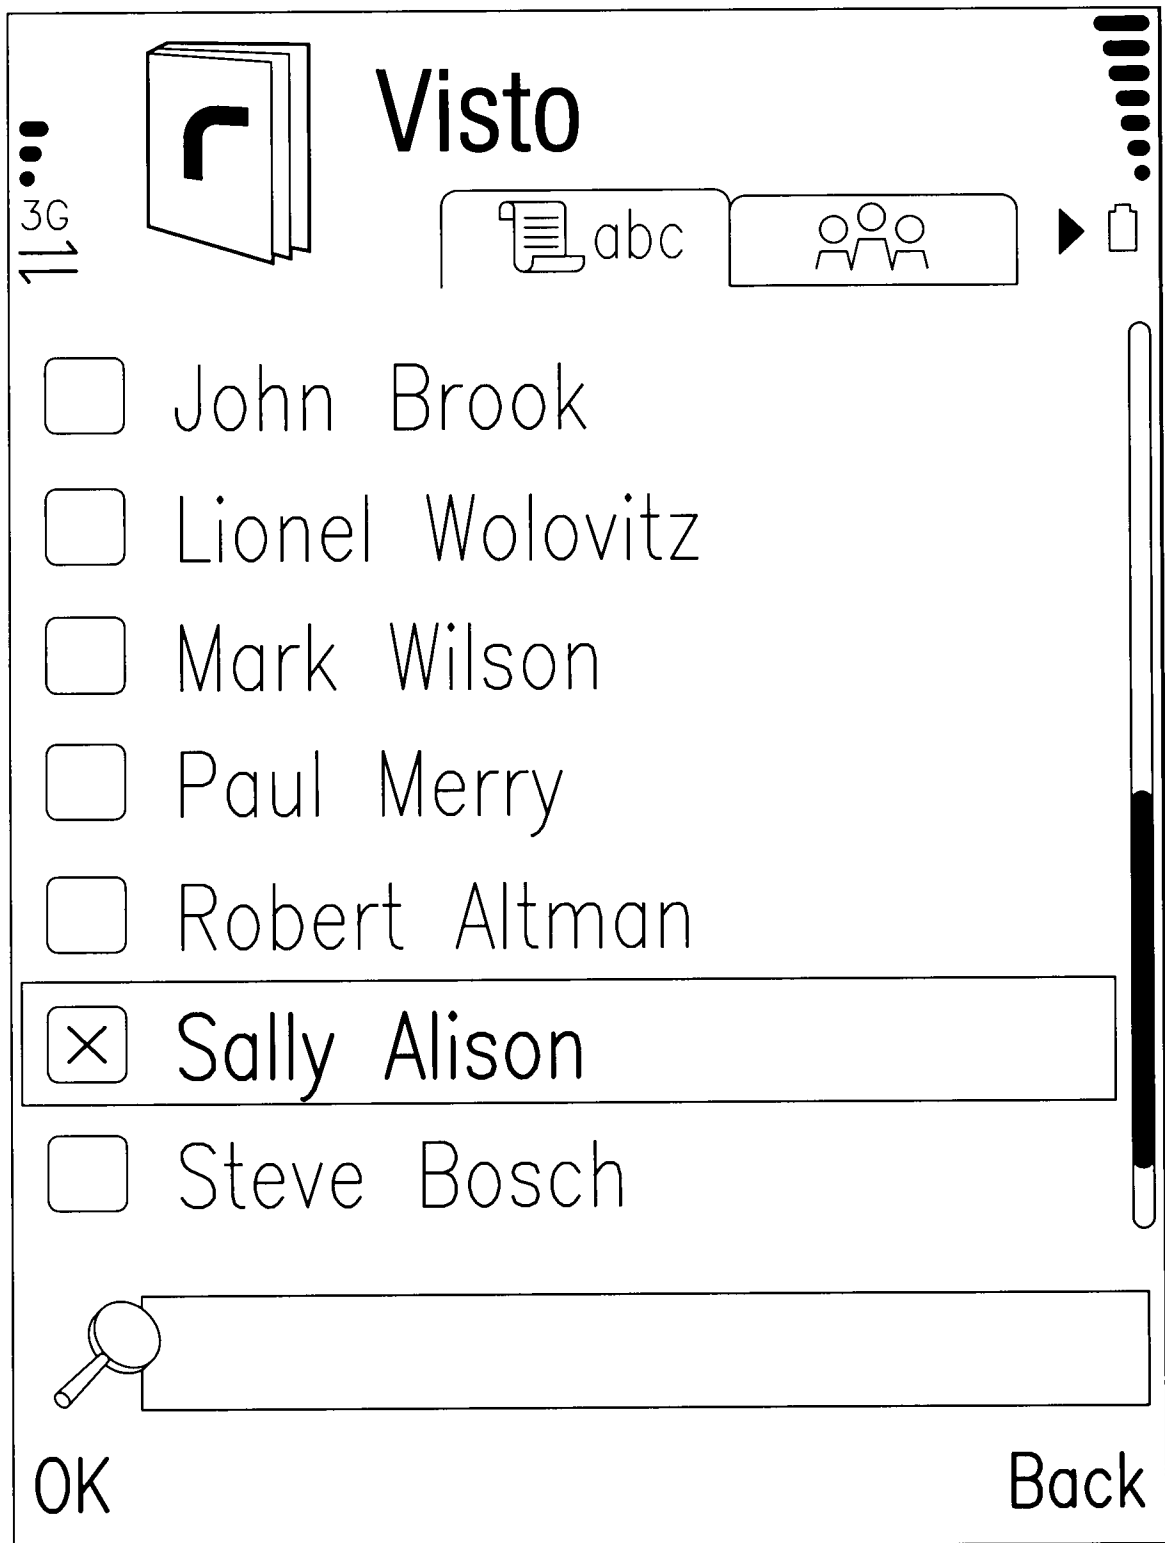 Visto
3G
abc
John Brook
Lionel Wolovitz
Mark Wilson
Paul Merry
Robert Altman
Sally Alison
Steve Bosch
OK
Back